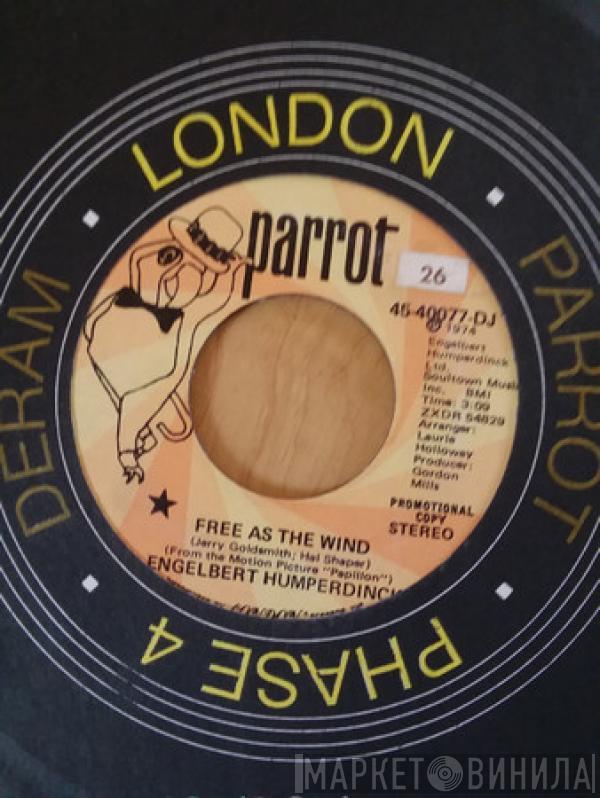 LONDON
PARROT
PHASE 4
DERAM
parrot
26
45-40077-DJ
℗ 1974
Engelbert
Humperdinck
Ltd.
Soultown Music
Inc. BMI
Time: 3:09
ZXDR 54629
Arranger:
Laurie
Holloway
Producer:
Gordon
Mills
PROMOTIONAL
COPY
STEREO
FREE AS THE WIND
(Jerry Goldsmith; Hal Shaper)
(From the Motion Picture "Papillon")
ENGELBERT HUMPERDINCK
МАРКЕТ ВИНИЛА